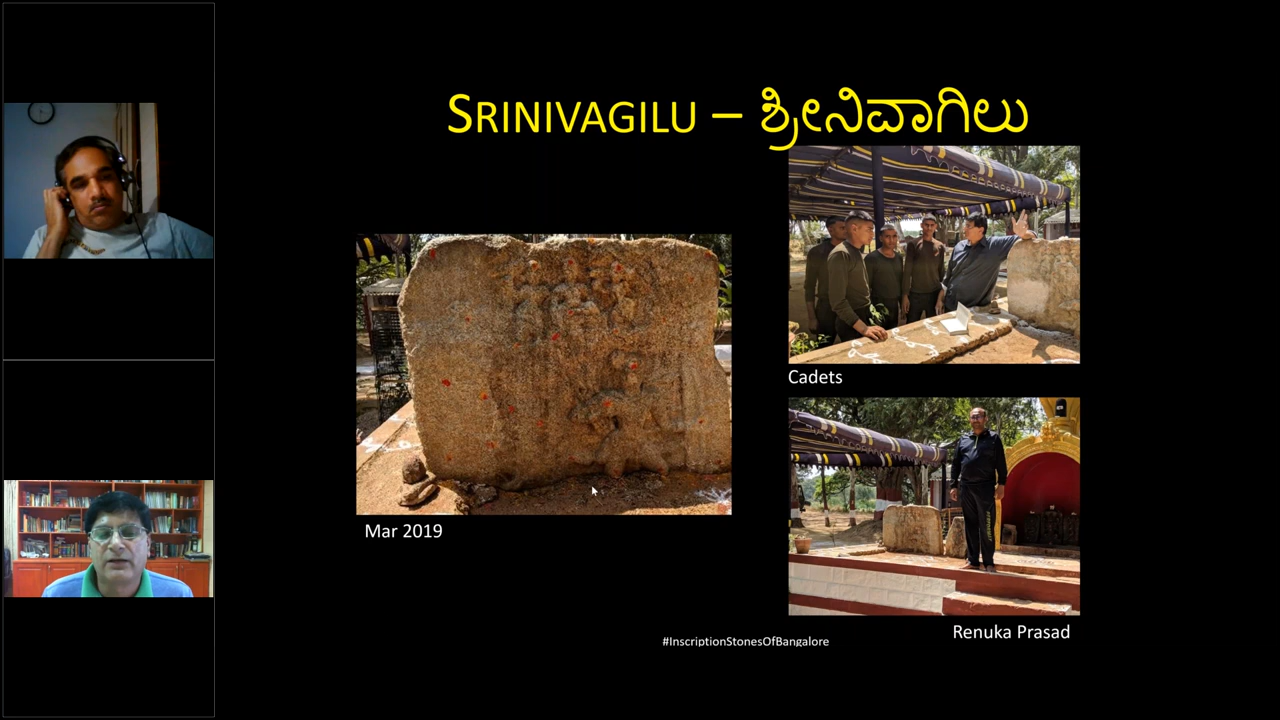 SRINIVAGILU – ಶ್ರೀನಿವಾಗಿಲು
Cadets
Mar 2019
Renuka Prasad
#InscriptionStonesOfBangalore